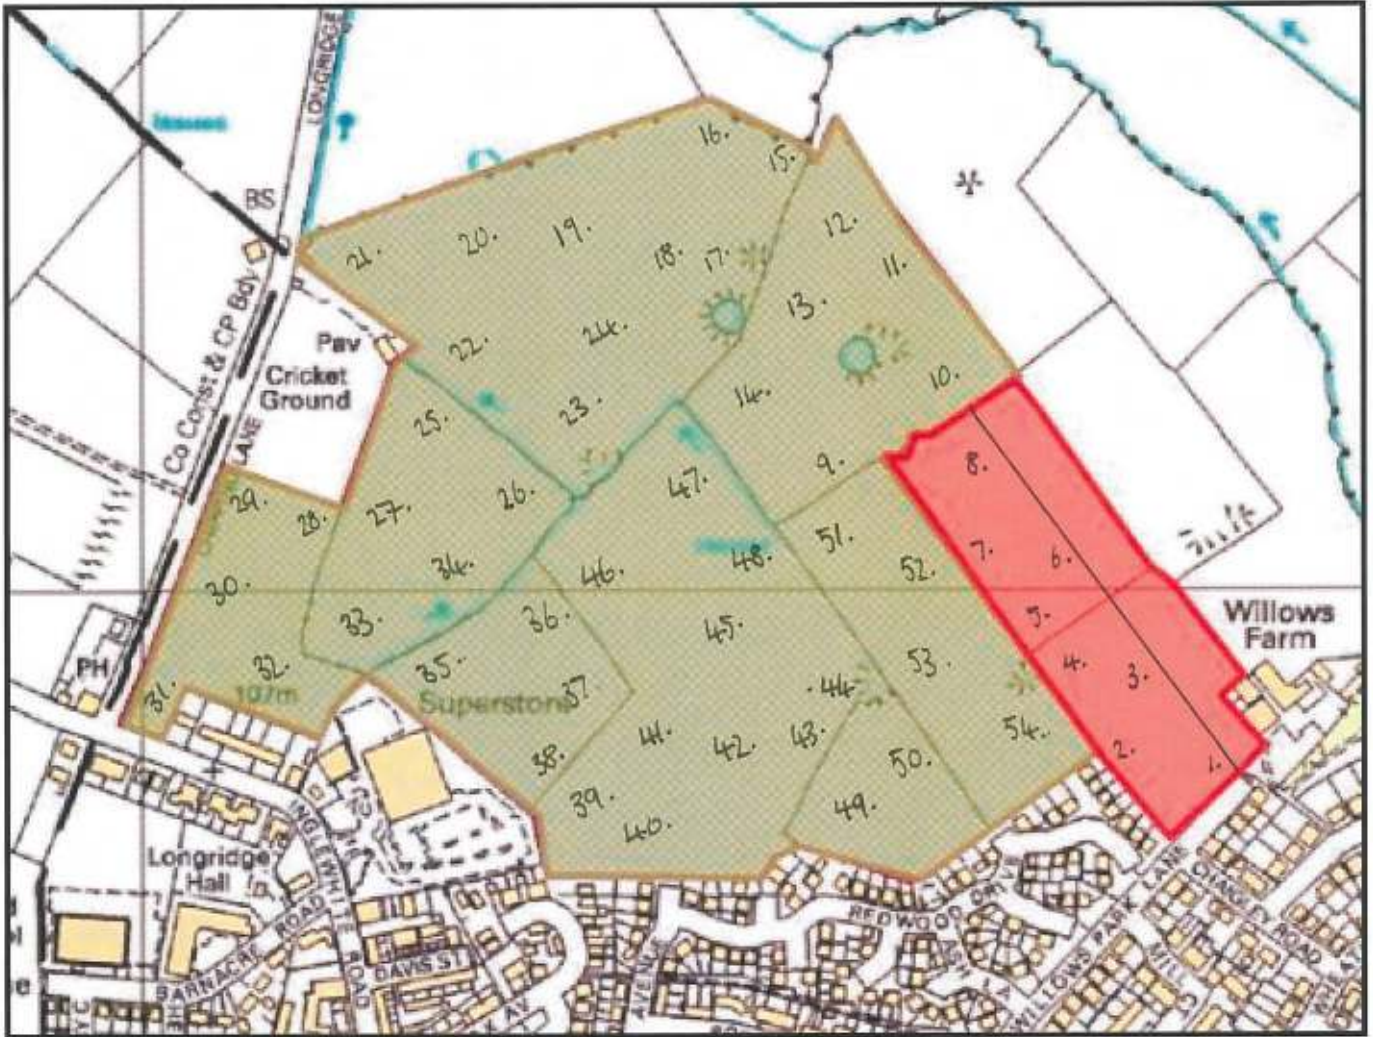 LONGRIDGE
Issues
BS
16.
15.
12.
21.
20.
19.
18.
17.
11.
13.
Co Const & CP Bdy
Pav
Cricket
Ground
22.
24.
10.
25.
23.
14.
LANE
29.
28.
27.
26.
47.
9.
8.
51.
7.
6.
30.
34.
46.
48.
52.
33.
36.
45.
5.
Willows
Farm
PH
31.
32.
107m
35.
37.
Superstore
44.
53.
4.
3.
38.
41.
42.
43.
50.
54.
2.
1.
39.
40.
49.
Longridge
Hall
INGLEWHITE ROAD
BARNACRE ROAD
DAVIS ST
AVENUE
REDWOOD DRIVE
WILLOWS PARK LANE
CHAIGLEY ROAD
HILL